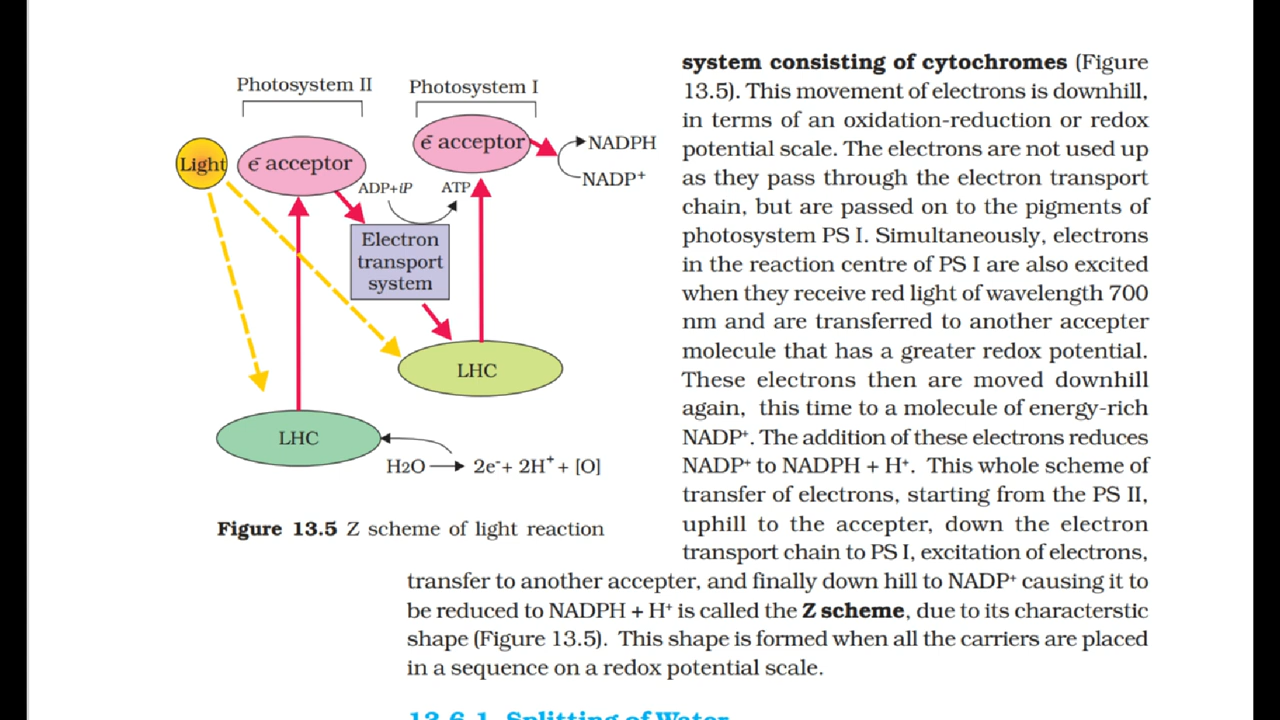 Photosystem II
Photosystem I
Light
e⁻ acceptor
e⁻ acceptor
NADPH
NADP⁺
ADP+iP
ATP
Electron
transport
system
LHC
LHC
H2O → 2e⁻+ 2H⁺ + [O]
Figure 13.5 Z scheme of light reaction
system consisting of cytochromes (Figure
13.5). This movement of electrons is downhill,
in terms of an oxidation-reduction or redox
potential scale. The electrons are not used up
as they pass through the electron transport
chain, but are passed on to the pigments of
photosystem PS I. Simultaneously, electrons
in the reaction centre of PS I are also excited
when they receive red light of wavelength 700
nm and are transferred to another accepter
molecule that has a greater redox potential.
These electrons then are moved downhill
again, this time to a molecule of energy-rich
NADP⁺. The addition of these electrons reduces
NADP⁺ to NADPH + H⁺. This whole scheme of
transfer of electrons, starting from the PS II,
uphill to the accepter, down the electron
transport chain to PS I, excitation of electrons,
transfer to another accepter, and finally down hill to NADP⁺ causing it to
be reduced to NADPH + H⁺ is called the Z scheme, due to its characterstic
shape (Figure 13.5). This shape is formed when all the carriers are placed
in a sequence on a redox potential scale.
13.6.1 Splitting of Water